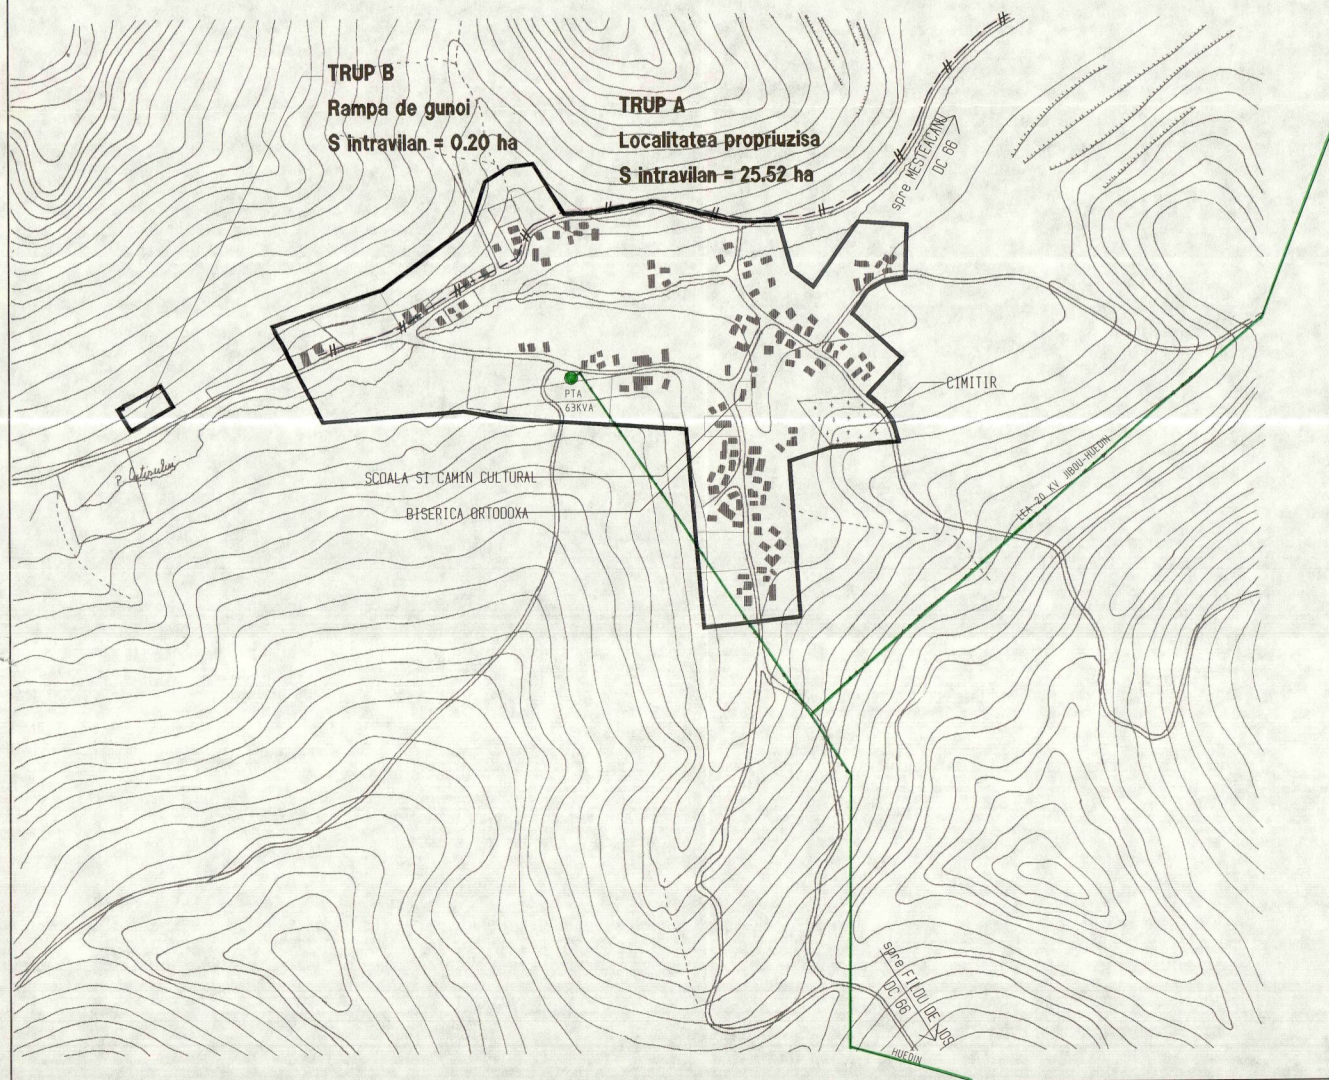 TRUP B
Rampa de gunoi
S intravilan = 0.20 ha
TRUP A
Localitatea propriuzisa
S intravilan = 25.52 ha
spre MESTEACANU
DC 66
CIMITIR
PTA
63KVA
SCOALA SI CAMIN CULTURAL
BISERICA ORTODOXA
LEA 20 KV JIBOU-HUEDIN
P.
spre FILDU DE JOS
DC 66
HUEDIN